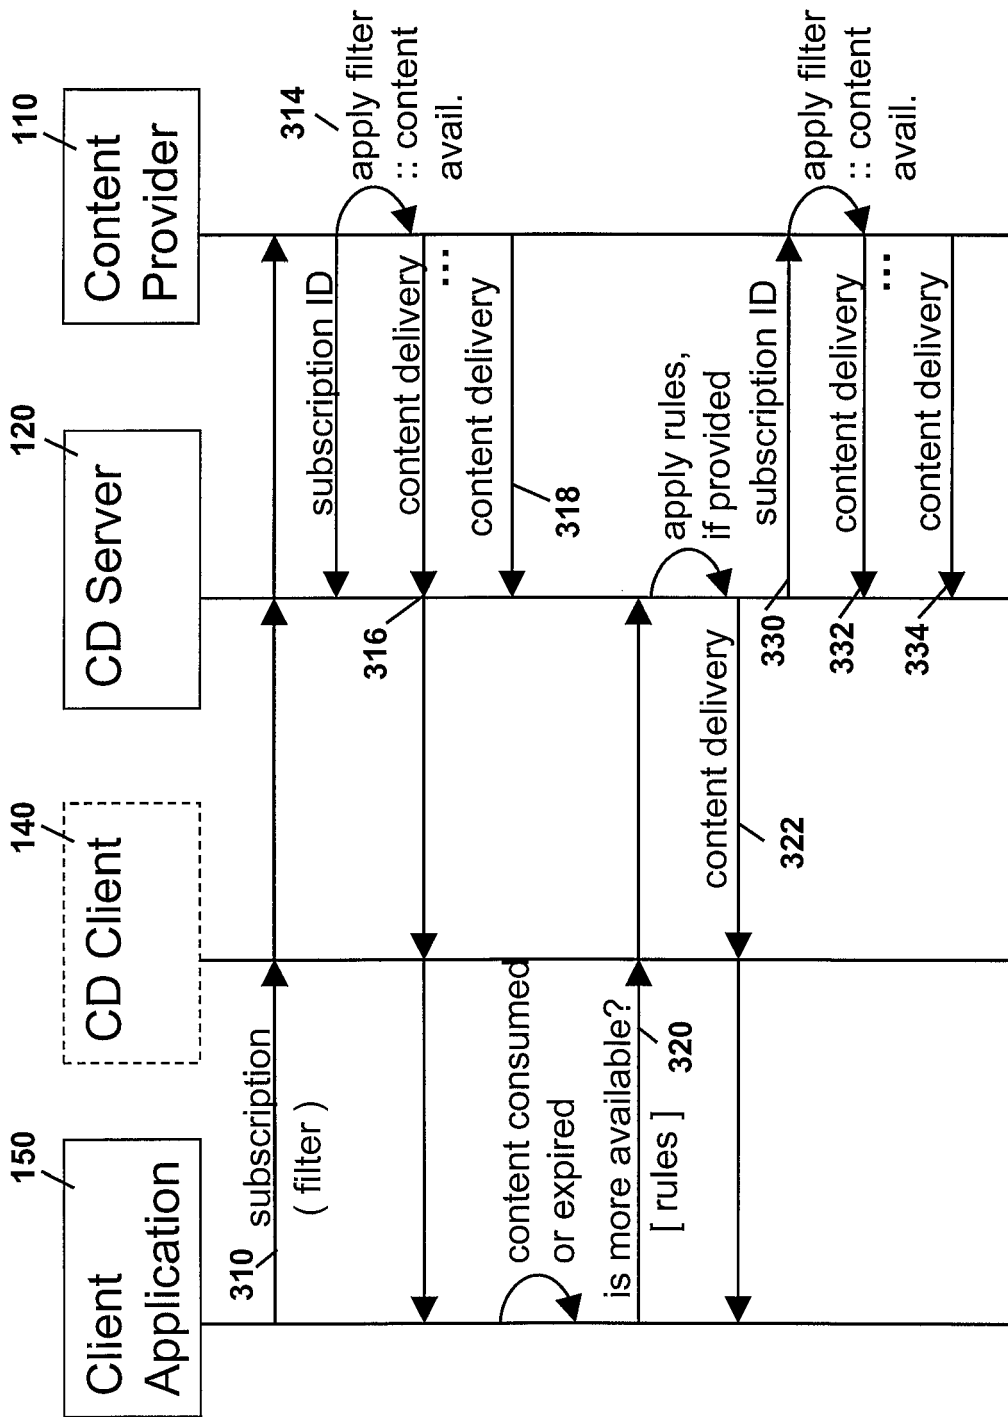 150
Client
Application
140
CD Client
120
CD Server
110
Content
Provider
310
subscription
( filter )
subscription ID
314
apply filter
:: content
avail.
316
content delivery
...
content delivery
318
content consumed
or expired
is more available?
320
[ rules ]
apply rules,
if provided
content delivery
322
subscription ID
330
apply filter
:: content
avail.
content delivery
332
...
content delivery
334